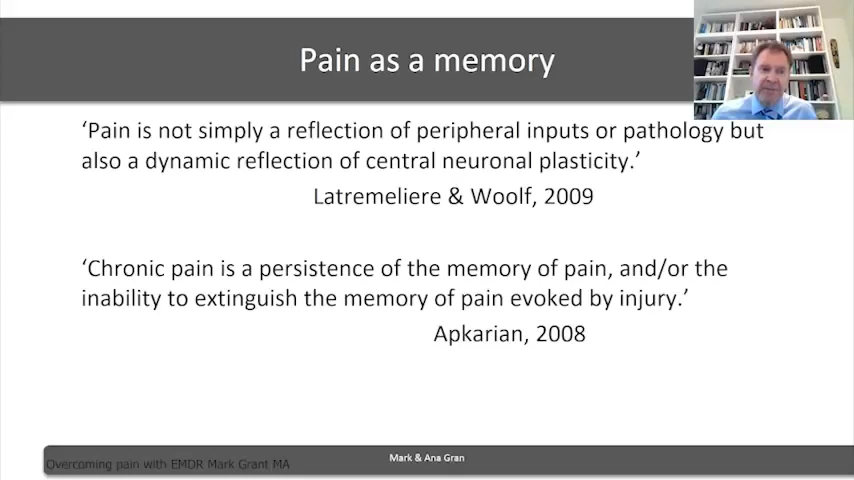 Pain as a memory
‘Pain is not simply a reflection of peripheral inputs or pathology but
also a dynamic reflection of central neuronal plasticity.’
Latremeliere & Woolf, 2009
‘Chronic pain is a persistence of the memory of pain, and/or the
inability to extinguish the memory of pain evoked by injury.’
Apkarian, 2008
Mark & Ana Gran
Overcoming pain with EMDR Mark Grant MA